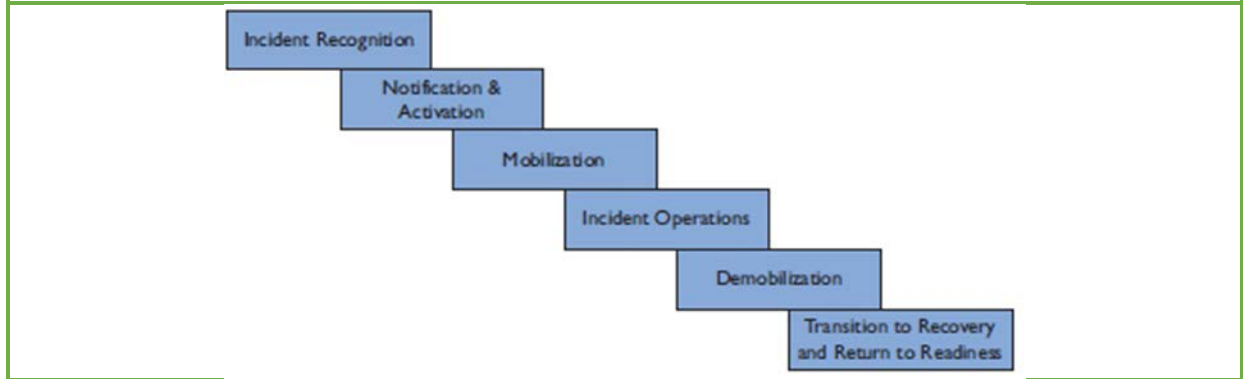 Incident Recognition
Notification &
Activation
Mobilization
Incident Operations
Demobilization
Transition to Recovery
and Return to Readiness